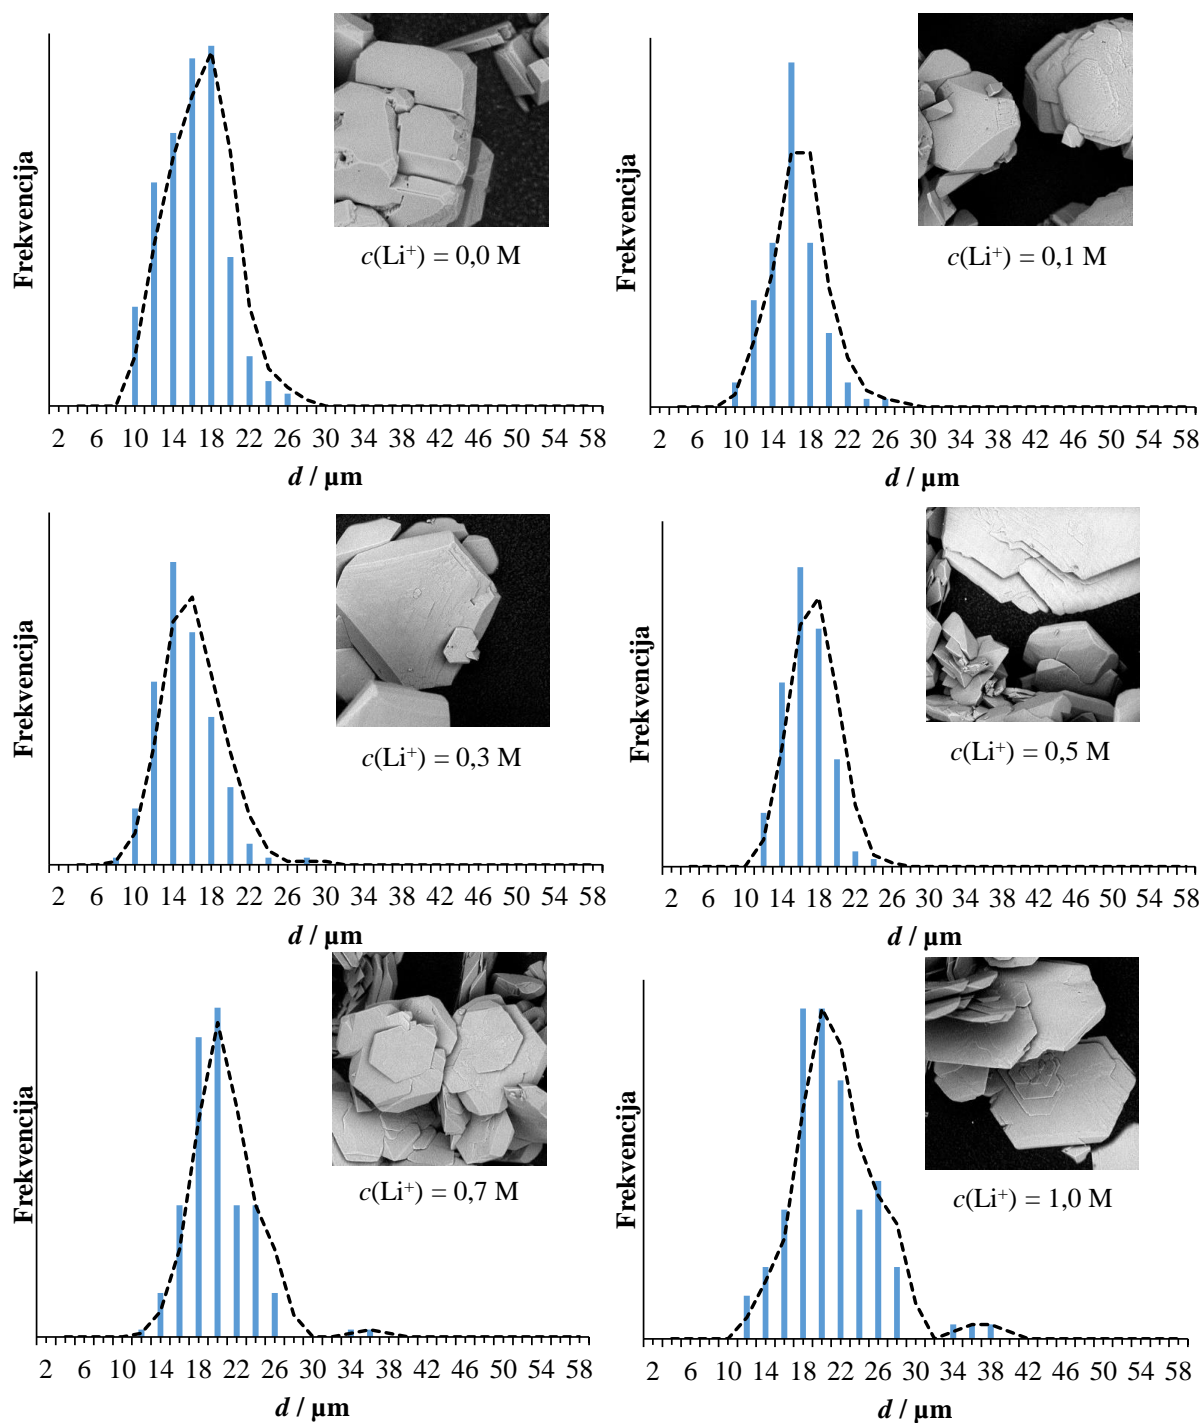 Frekvencija
c(Li⁺) = 0,0 M
2 6 10 14 18 22 26 30 34 38 42 46 50 54 58
d / µm
Frekvencija
c(Li⁺) = 0,1 M
2 6 10 14 18 22 26 30 34 38 42 46 50 54 58
d / µm
Frekvencija
c(Li⁺) = 0,3 M
2 6 10 14 18 22 26 30 34 38 42 46 50 54 58
d / µm
Frekvencija
c(Li⁺) = 0,5 M
2 6 10 14 18 22 26 30 34 38 42 46 50 54 58
d / µm
Frekvencija
c(Li⁺) = 0,7 M
2 6 10 14 18 22 26 30 34 38 42 46 50 54 58
d / µm
Frekvencija
c(Li⁺) = 1,0 M
2 6 10 14 18 22 26 30 34 38 42 46 50 54 58
d / µm